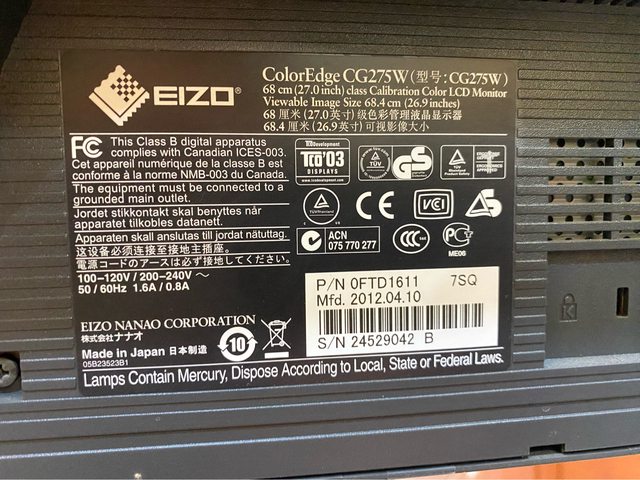 EIZO®
ColorEdge CG275W(型号:CG275W)
68 cm (27.0 inch) class Calibration Color LCD Monitor
Viewable Image Size 68.4 cm (26.9 inches)
68 厘米 (27.0英寸) 级色彩管理液晶显示器
68.4 厘米 (26.9英寸) 可视影像大小
FC This Class B digital apparatus
complies with Canadian ICES-003.
Cet appareil numérique de la classe B est
conforme à la norme NMB-003 du Canada.
The equipment must be connected to a
grounded main outlet.
Jordet stikkontakt skal benyttes når
apparatet tilkobles datanett.
Apparaten skall anslutas till jordat nätuttag.
这设备必须连接至接地主插座。
電源コードのアースは必ず接地してください。
100-120V / 200-240V ～
50 / 60Hz 1.6A / 0.8A
TCO'03
DISPLAYS
GS
CE
VCI
ACN
075 770 277
CCC
ME06
P/N 0FTD1611 7SQ
Mfd. 2012.04.10
S/N 24529042 B
EIZO NANAO CORPORATION
株式会社ナナオ
Made in Japan 日本制造
05B23523B1
10
Lamps Contain Mercury, Dispose According to Local, State or Federal Laws.